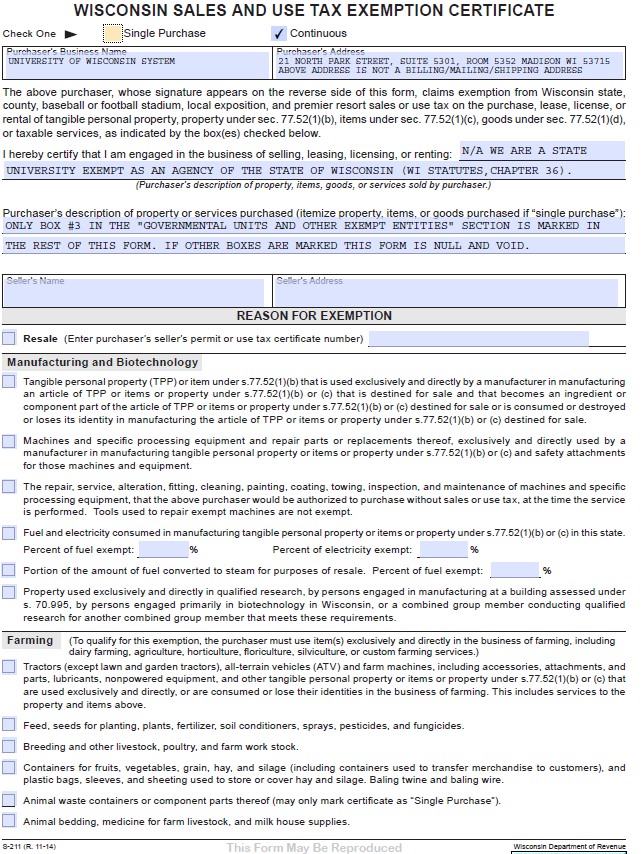 WISCONSIN SALES AND USE TAX EXEMPTION CERTIFICATE
Check One ► Single Purchase ✓ Continuous
Purchaser's Business Name Purchaser's Address
UNIVERSITY OF WISCONSIN SYSTEM 21 NORTH PARK STREET, SUITE 5301, ROOM 5352 MADISON WI 53715
ABOVE ADDRESS IS NOT A BILLING/MAILING/SHIPPING ADDRESS
The above purchaser, whose signature appears on the reverse side of this form, claims exemption from Wisconsin state,
county, baseball or football stadium, local exposition, and premier resort sales or use tax on the purchase, lease, license, or
rental of tangible personal property, property under sec. 77.52(1)(b), items under sec. 77.52(1)(c), goods under sec. 77.52(1)(d),
or taxable services, as indicated by the box(es) checked below.
I hereby certify that I am engaged in the business of selling, leasing, licensing, or renting: N/A WE ARE A STATE
UNIVERSITY EXEMPT AS AN AGENCY OF THE STATE OF WISCONSIN (WI STATUTES,CHAPTER 36).
(Purchaser's description of property, items, goods, or services sold by purchaser.)
Purchaser's description of property or services purchased (itemize property, items, or goods purchased if "single purchase"):
ONLY BOX #3 IN THE "GOVERNMENTAL UNITS AND OTHER EXEMPT ENTITIES" SECTION IS MARKED IN
THE REST OF THIS FORM. IF OTHER BOXES ARE MARKED THIS FORM IS NULL AND VOID.
Seller's Name Seller's Address
REASON FOR EXEMPTION
Resale (Enter purchaser's seller's permit or use tax certificate number)
Manufacturing and Biotechnology
Tangible personal property (TPP) or item under s.77.52(1)(b) that is used exclusively and directly by a manufacturer in manufacturing
an article of TPP or items or property under s.77.52(1)(b) or (c) that is destined for sale and that becomes an ingredient or
component part of the article of TPP or items or property under s.77.52(1)(b) or (c) destined for sale or is consumed or destroyed
or loses its identity in manufacturing the article of TPP or items or property under s.77.52(1)(b) or (c) destined for sale.
Machines and specific processing equipment and repair parts or replacements thereof, exclusively and directly used by a
manufacturer in manufacturing tangible personal property or items or property under s.77.52(1)(b) or (c) and safety attachments
for those machines and equipment.
The repair, service, alteration, fitting, cleaning, painting, coating, towing, inspection, and maintenance of machines and specific
processing equipment, that the above purchaser would be authorized to purchase without sales or use tax, at the time the service
is performed. Tools used to repair exempt machines are not exempt.
Fuel and electricity consumed in manufacturing tangible personal property or items or property under s.77.52(1)(b) or (c) in this state.
Percent of fuel exempt: % Percent of electricity exempt: %
Portion of the amount of fuel converted to steam for purposes of resale. Percent of fuel exempt: %
Property used exclusively and directly in qualified research, by persons engaged in manufacturing at a building assessed under
s. 70.995, by persons engaged primarily in biotechnology in Wisconsin, or a combined group member conducting qualified
research for another combined group member that meets these requirements.
Farming (To qualify for this exemption, the purchaser must use item(s) exclusively and directly in the business of farming, including
dairy farming, agriculture, horticulture, floriculture, silviculture, or custom farming services.)
Tractors (except lawn and garden tractors), all-terrain vehicles (ATV) and farm machines, including accessories, attachments, and
parts, lubricants, nonpowered equipment, and other tangible personal property or items or property under s.77.52(1)(b) or (c) that
are used exclusively and directly, or are consumed or lose their identities in the business of farming. This includes services to the
property and items above.
Feed, seeds for planting, plants, fertilizer, soil conditioners, sprays, pesticides, and fungicides.
Breeding and other livestock, poultry, and farm work stock.
Containers for fruits, vegetables, grain, hay, and silage (including containers used to transfer merchandise to customers), and
plastic bags, sleeves, and sheeting used to store or cover hay and silage. Baling twine and baling wire.
Animal waste containers or component parts thereof (may only mark certificate as "Single Purchase").
Animal bedding, medicine for farm livestock, and milk house supplies.
S-211 (R. 11-14) This Form May Be Reproduced Wisconsin Department of Revenue